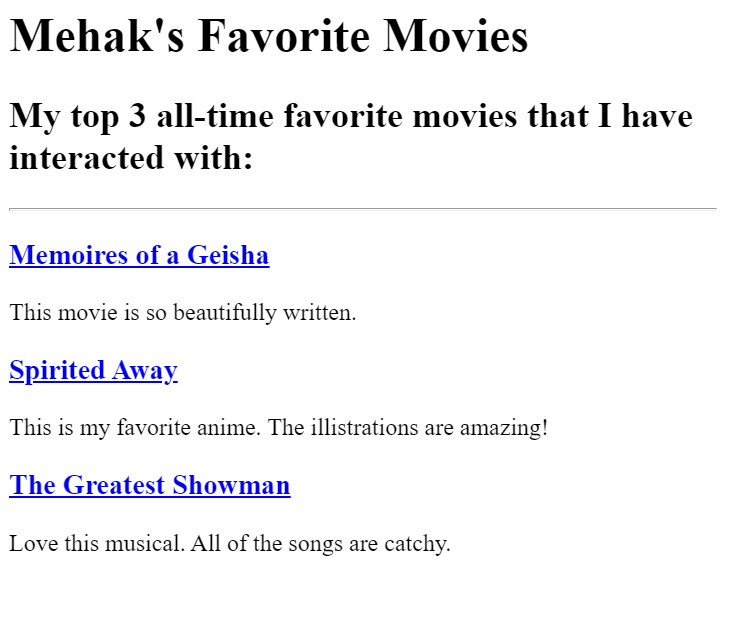 Mehak's Favorite Movies
My top 3 all-time favorite movies that I have
interacted with:
Memoires of a Geisha
This movie is so beautifully written.
Spirited Away
This is my favorite anime. The illistrations are amazing!
The Greatest Showman
Love this musical. All of the songs are catchy.